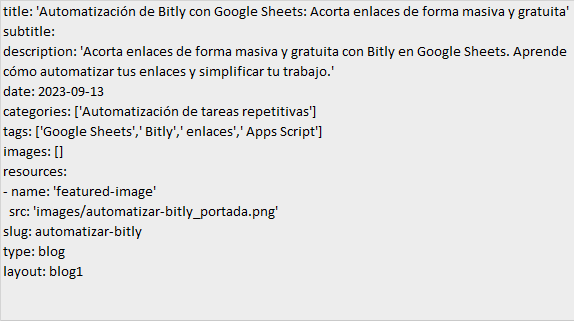 title: 'Automatización de Bitly con Google Sheets: Acorta enlaces de forma masiva y gratuita'
subtitle:
description: 'Acorta enlaces de forma masiva y gratuita con Bitly en Google Sheets. Aprende
cómo automatizar tus enlaces y simplificar tu trabajo.'
date: 2023-09-13
categories: ['Automatización de tareas repetitivas']
tags: ['Google Sheets',' Bitly',' enlaces',' Apps Script']
images: []
resources:
- name: 'featured-image'
  src: 'images/automatizar-bitly_portada.png'
slug: automatizar-bitly
type: blog
layout: blog1